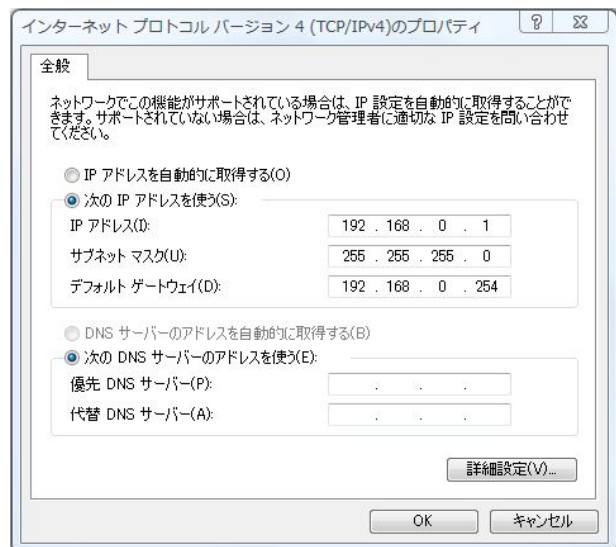 インターネット プロトコル バージョン 4 (TCP/IPv4)のプロパティ
全般
ネットワークでこの機能がサポートされている場合は、IP 設定を自動的に取得することがで
きます。サポートされていない場合は、ネットワーク管理者に適切な IP 設定を問い合わせ
てください。
IP アドレスを自動的に取得する(O)
次の IP アドレスを使う(S):
IP アドレス(I): 192 . 168 . 0 . 1
サブネット マスク(U): 255 . 255 . 255 . 0
デフォルト ゲートウェイ(D): 192 . 168 . 0 . 254
DNS サーバーのアドレスを自動的に取得する(B)
次の DNS サーバーのアドレスを使う(E):
優先 DNS サーバー(P): . . .
代替 DNS サーバー(A): . . .
詳細設定(V)...
OK キャンセル